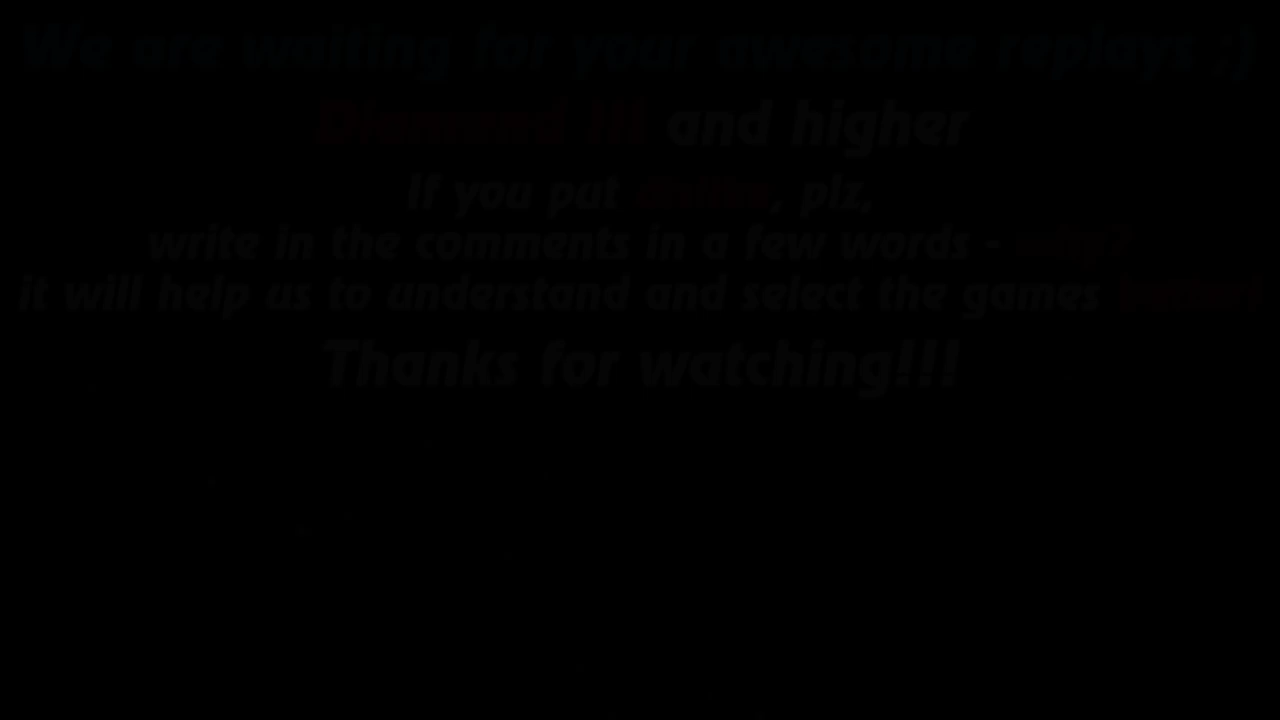 We are waiting for your awesome replays ;)
Diamond III and higher
If you put dislike, plz,
write in the comments in a few words - why?
it will help us to understand and select the games better!
Thanks for watching!!!